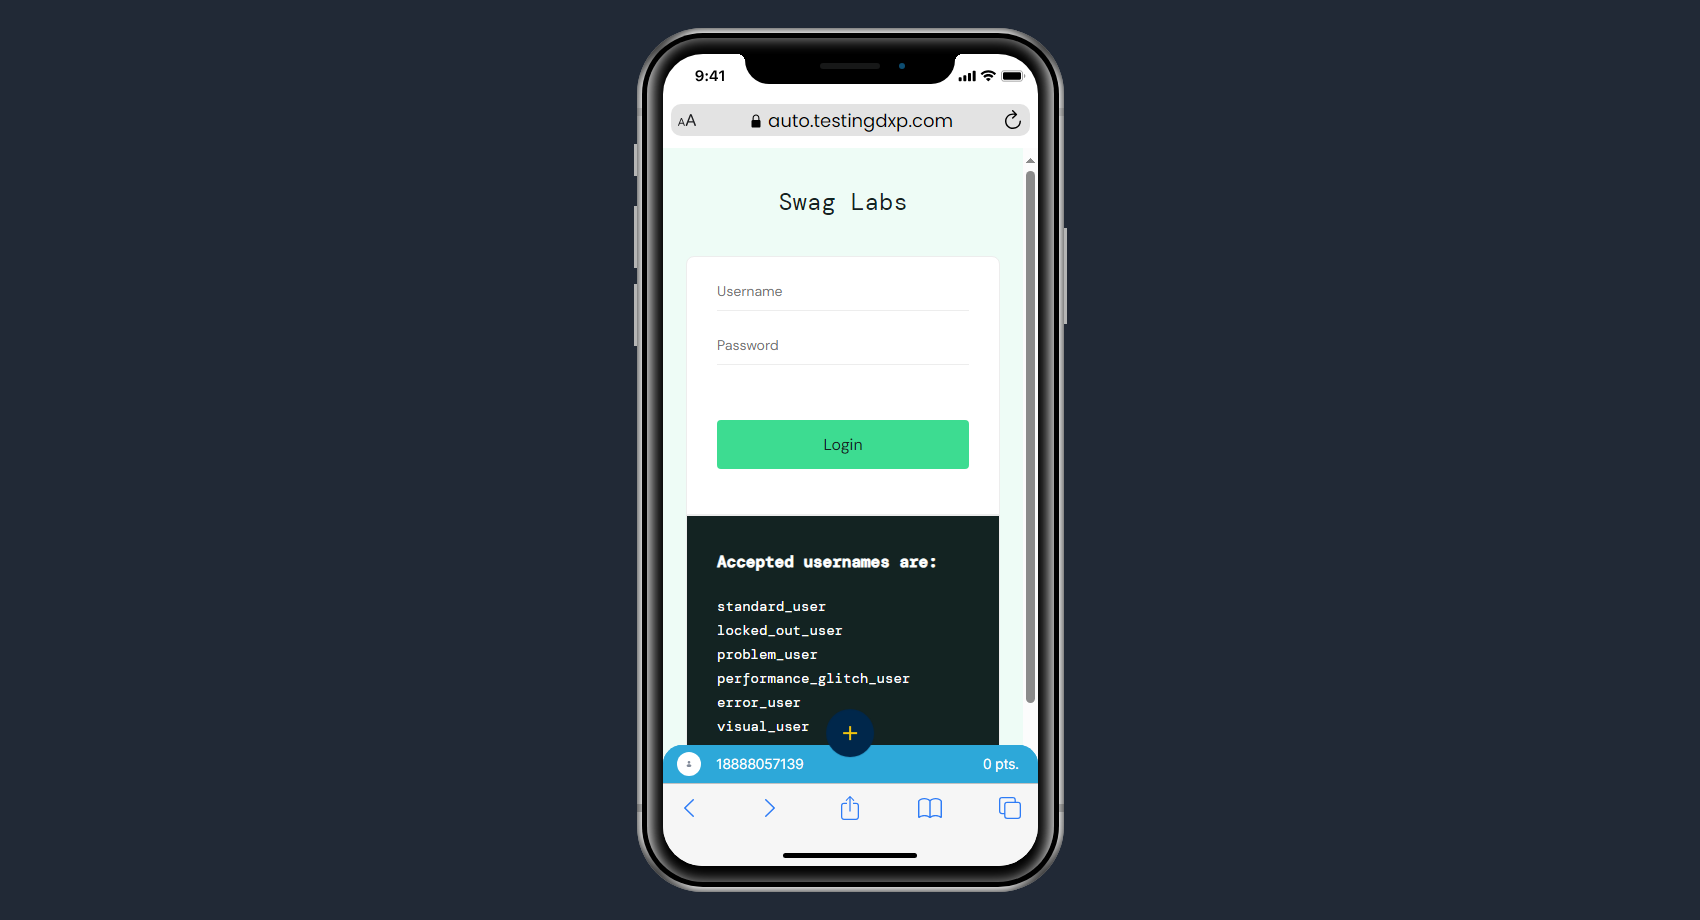 9:41
AA auto.testingdxp.com
Swag Labs
Username
Password
Login
Accepted usernames are:
standard_user
locked_out_user
problem_user
performance_glitch_user
error_user
visual_user
+
18888057139 0 pts.